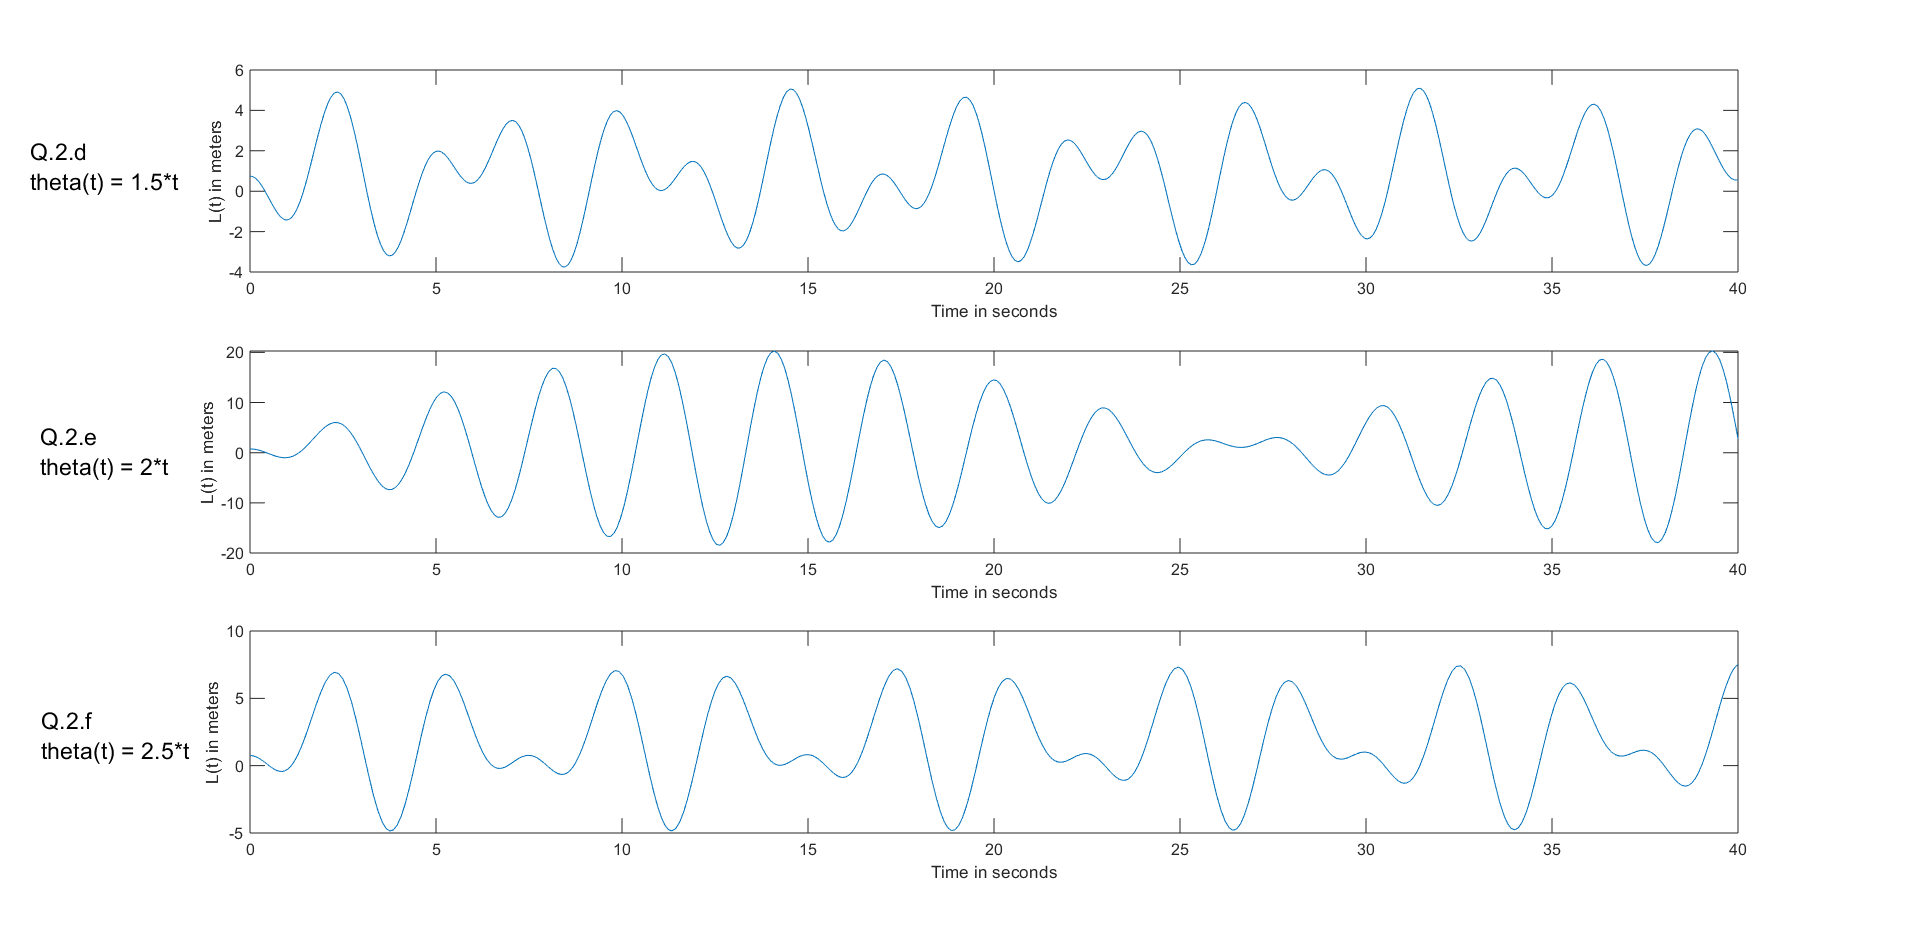 Q.2.d
theta(t) = 1.5*t
L(t) in meters
6
4
2
0
-2
-4
0 5 10 15 20 25 30 35 40
Time in seconds
Q.2.e
theta(t) = 2*t
L(t) in meters
20
10
0
-10
-20
0 5 10 15 20 25 30 35 40
Time in seconds
Q.2.f
theta(t) = 2.5*t
L(t) in meters
10
5
0
-5
0 5 10 15 20 25 30 35 40
Time in seconds